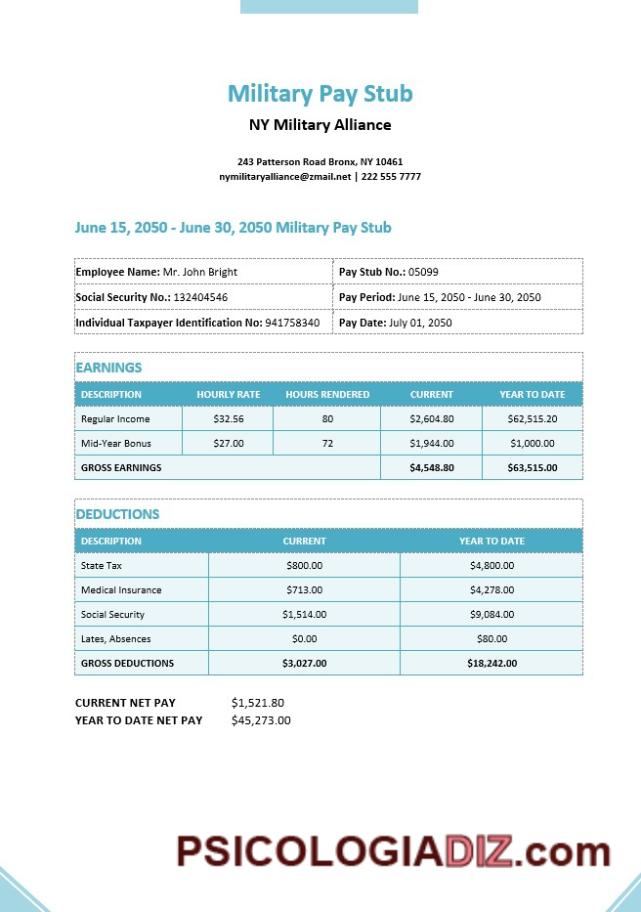 Military Pay Stub
NY Military Alliance
243 Patterson Road Bronx, NY 10461
nymilitaryalliance@zmail.net | 222 555 7777
June 15, 2050 - June 30, 2050 Military Pay Stub
Employee Name: Mr. John Bright Pay Stub No.: 05099
Social Security No.: 132404546 Pay Period: June 15, 2050 - June 30, 2050
Individual Taxpayer Identification No: 941758340 Pay Date: July 01, 2050
EARNINGS
DESCRIPTION HOURLY RATE HOURS RENDERED CURRENT YEAR TO DATE
Regular Income $32.56 80 $2,604.80 $62,515.20
Mid-Year Bonus $27.00 72 $1,944.00 $1,000.00
GROSS EARNINGS $4,548.80 $63,515.00
DEDUCTIONS
DESCRIPTION CURRENT YEAR TO DATE
State Tax $800.00 $4,800.00
Medical Insurance $713.00 $4,278.00
Social Security $1,514.00 $9,084.00
Lates, Absences $0.00 $80.00
GROSS DEDUCTIONS $3,027.00 $18,242.00
CURRENT NET PAY $1,521.80
YEAR TO DATE NET PAY $45,273.00
PSICOLOGIADIZ.com